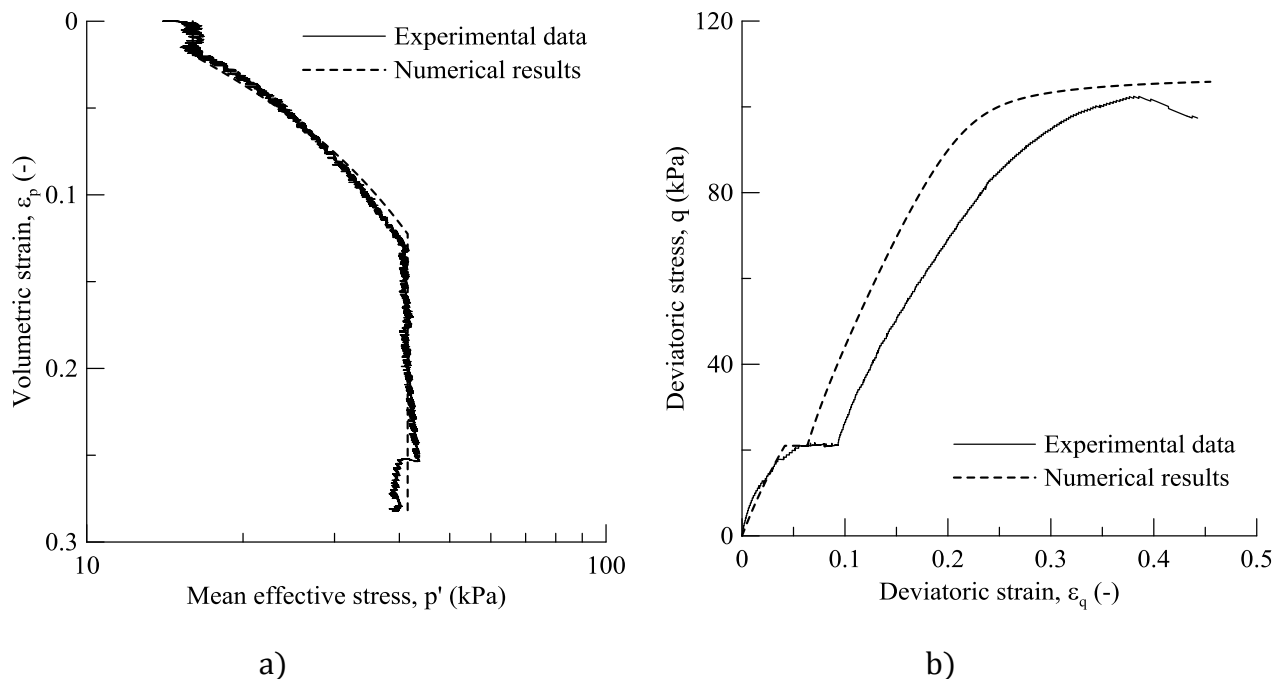 0
0.1
0.2
0.3
10
100
Volumetric strain, εp (-)
Mean effective stress, p' (kPa)
Experimental data
Numerical results
a)
120
80
40
0
0
0.1
0.2
0.3
0.4
0.5
Deviatoric stress, q (kPa)
Deviatoric strain, εq (-)
Experimental data
Numerical results
b)